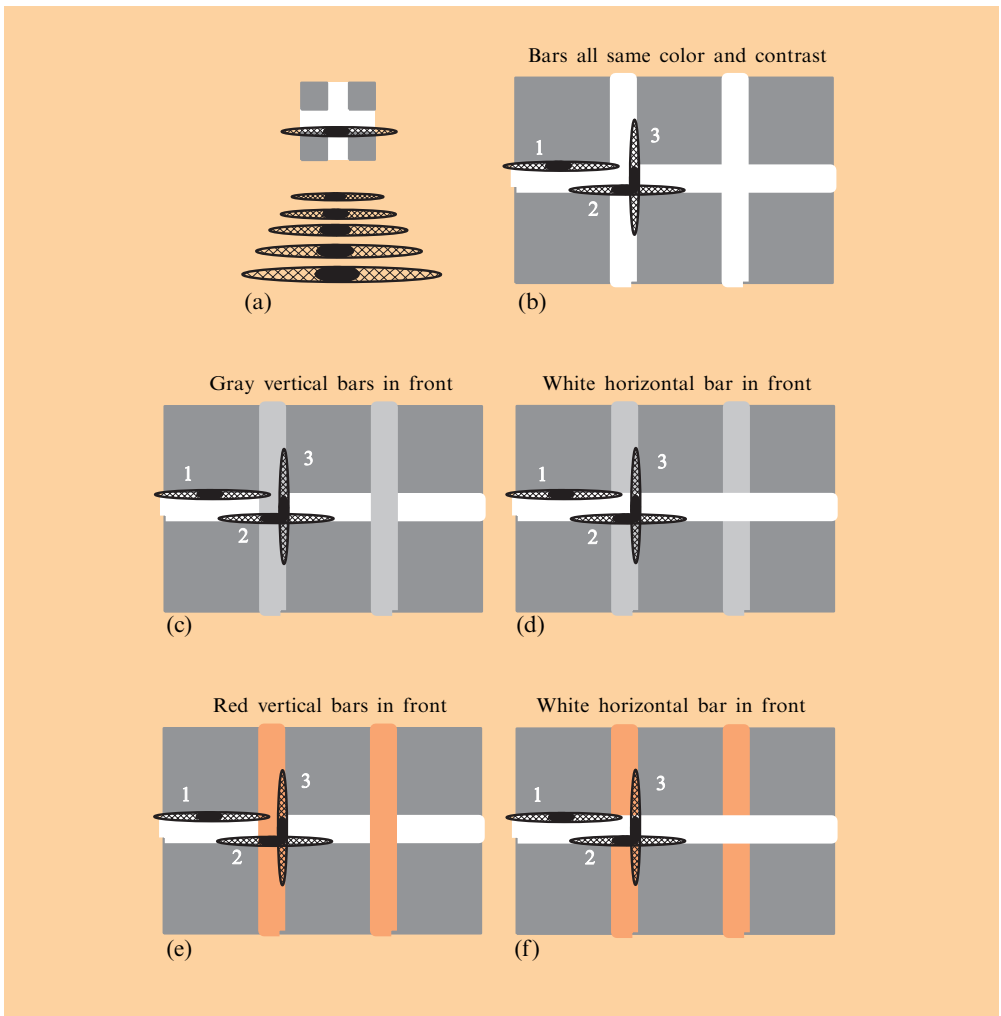 Bars all same color and contrast
1
3
2
(a)
(b)
Gray vertical bars in front
White horizontal bar in front
1
3
2
1
3
2
(c)
(d)
Red vertical bars in front
White horizontal bar in front
1
3
2
1
3
2
(e)
(f)